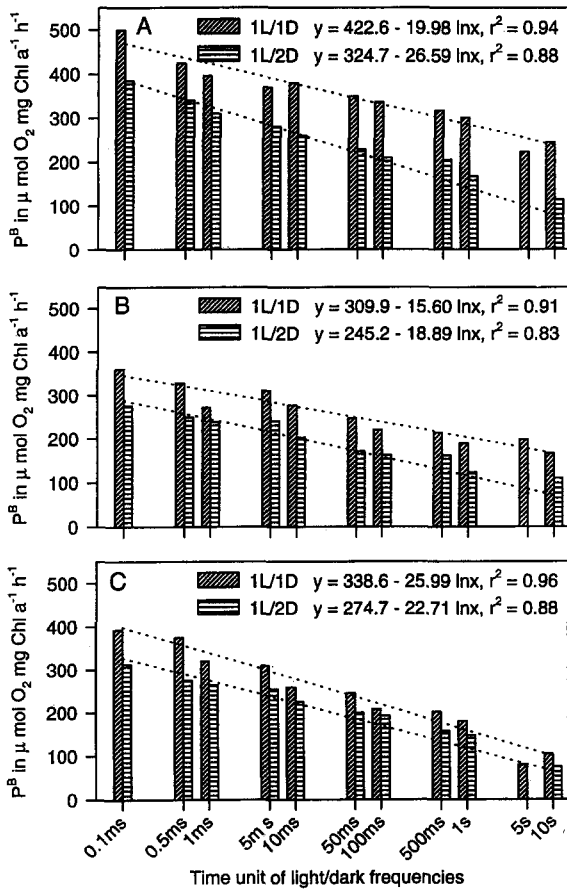 A
1L/1D y = 422.6 - 19.98 lnx, r² = 0.94
1L/2D y = 324.7 - 26.59 lnx, r² = 0.88
500
400
300
200
100
0
Pᴮ in μ mol O₂ mg Chl a⁻¹ h⁻¹
B
1L/1D y = 309.9 - 15.60 lnx, r² = 0.91
1L/2D y = 245.2 - 18.89 lnx, r² = 0.83
500
400
300
200
100
0
Pᴮ in μ mol O₂ mg Chl a⁻¹ h⁻¹
C
1L/1D y = 338.6 - 25.99 lnx, r² = 0.96
1L/2D y = 274.7 - 22.71 lnx, r² = 0.88
500
400
300
200
100
0
Pᴮ in μ mol O₂ mg Chl a⁻¹ h⁻¹
0.1ms 0.5ms 1ms 5m s 10ms 50ms 100ms 500ms 1s 5s 10s
Time unit of light/dark frequencies